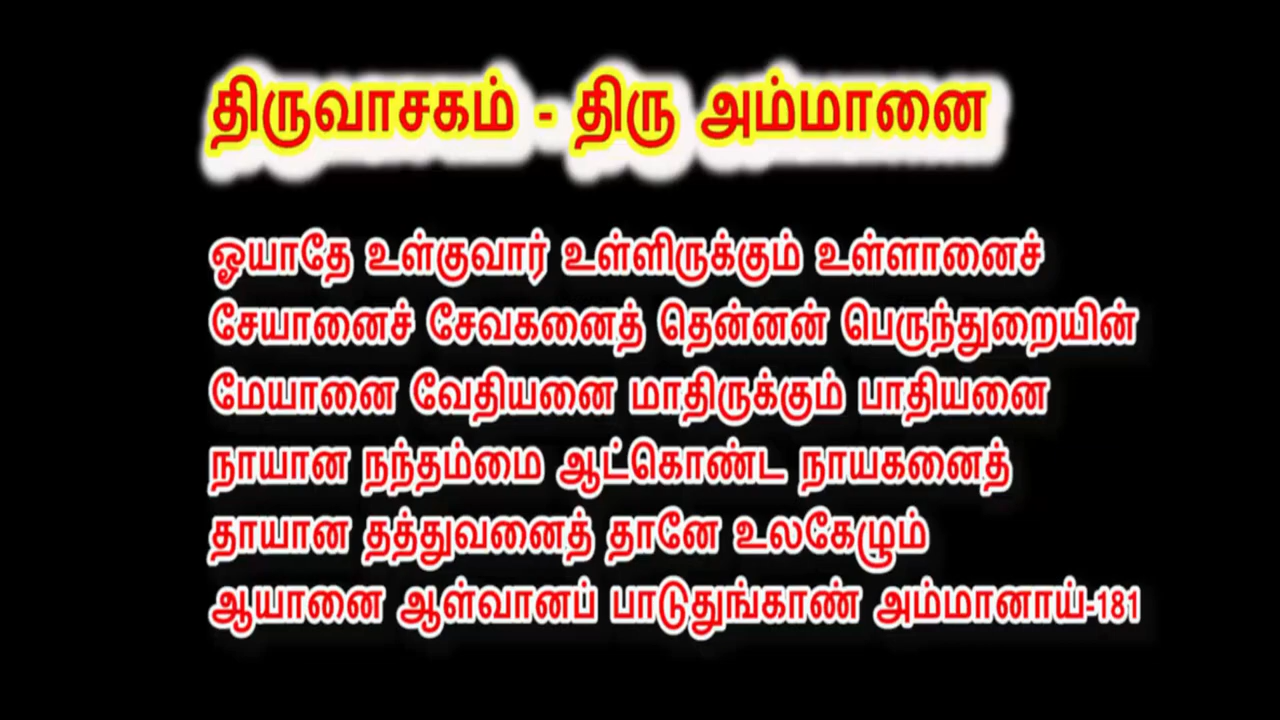 திருவாசகம் - திரு அம்மானை
ஓயாதே உள்குவார் உள்ளிருக்கும் உள்ளானைச்
சேயானைச் சேவகனைத் தென்னன் பெருந்துறையின்
மேயானை வேதியனை மாதிருக்கும் பாதியனை
நாயான நந்தம்மை ஆட்கொண்ட நாயகனைத்
தாயான தத்துவனைத் தானே உலகேழும்
ஆயானை ஆள்வானப் பாடுதுங்காண் அம்மானாய்-181